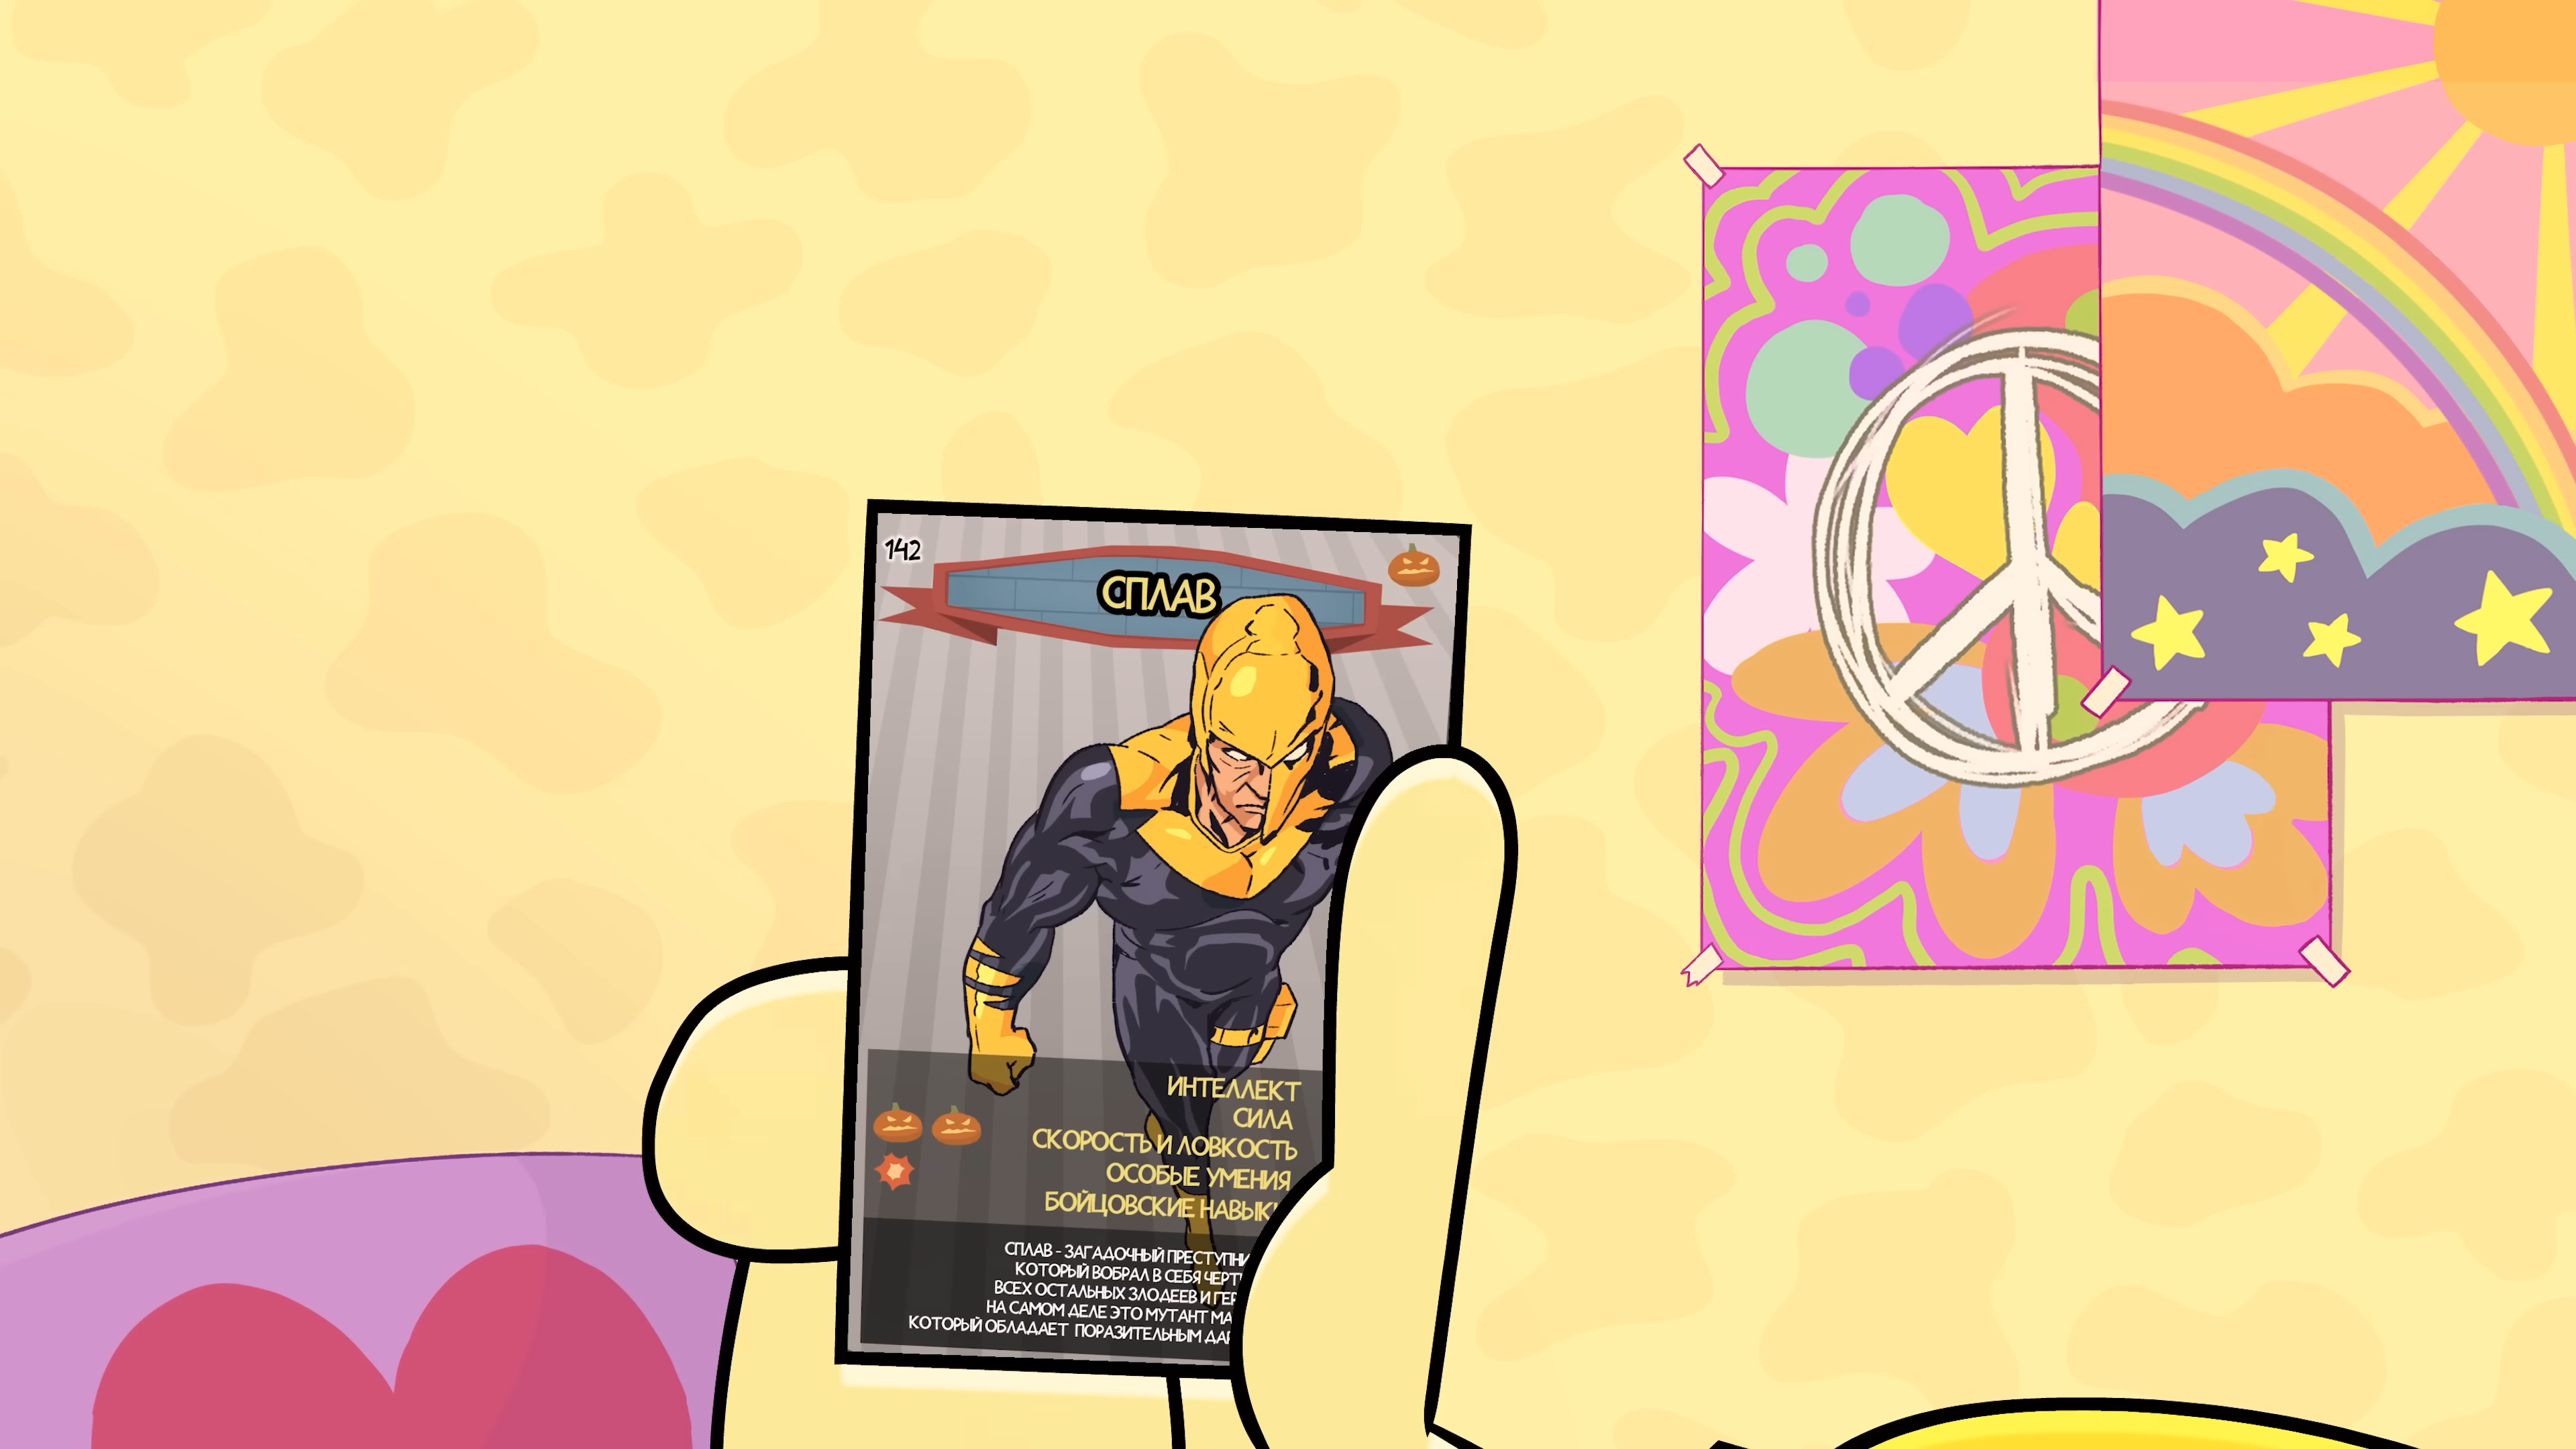 142
СПЛАВ
ИНТЕЛЛЕКТ
СИЛА
СКОРОСТЬ И ЛОВКОСТЬ
ОСОБЫЕ УМЕНИЯ
БОЙЦОВСКИЕ
СПЛАВ - ЗАГАДОЧНЫЙ
КОТОРЫЙ ВОБРАЛ В СЕБЯ
ВСЕХ ОСТАЛЬНЫХ ЗЛОДЕЕВ И
НА САМОМ ДЕЛЕ ЭТО МУТАНТ
КОТОРЫЙ ОБЛАДАЕТ ПОРАЗИТЕЛЬНЫМ